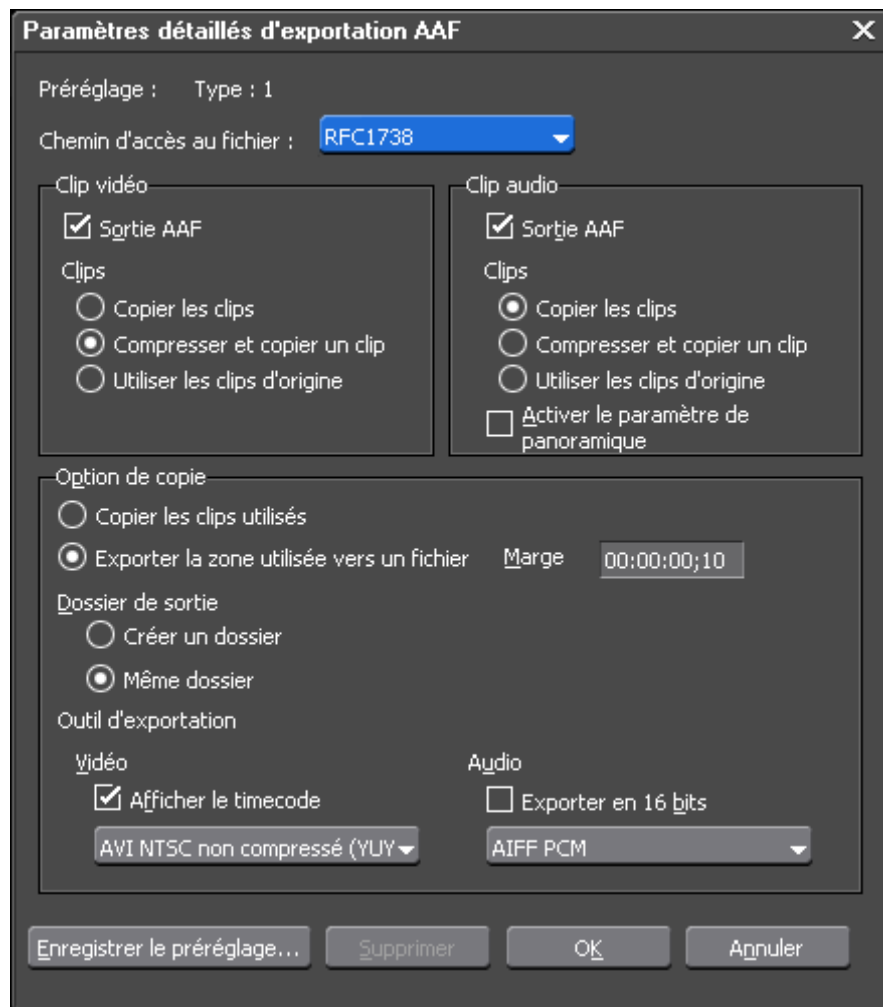 Paramètres détaillés d'exportation AAF
Préréglage : Type : 1
Chemin d'accès au fichier : RFC1738
Clip vidéo
Sortie AAF
Clips
Copier les clips
Compresser et copier un clip
Utiliser les clips d'origine
Clip audio
Sortie AAF
Clips
Copier les clips
Compresser et copier un clip
Utiliser les clips d'origine
Activer le paramètre de
panoramique
Option de copie
Copier les clips utilisés
Exporter la zone utilisée vers un fichier Marge 00:00:00;10
Dossier de sortie
Créer un dossier
Même dossier
Outil d'exportation
Vidéo
Afficher le timecode
AVI NTSC non compressé (YUY
Audio
Exporter en 16 bits
AIFF PCM
Enregistrer le préréglage... Supprimer OK Annuler